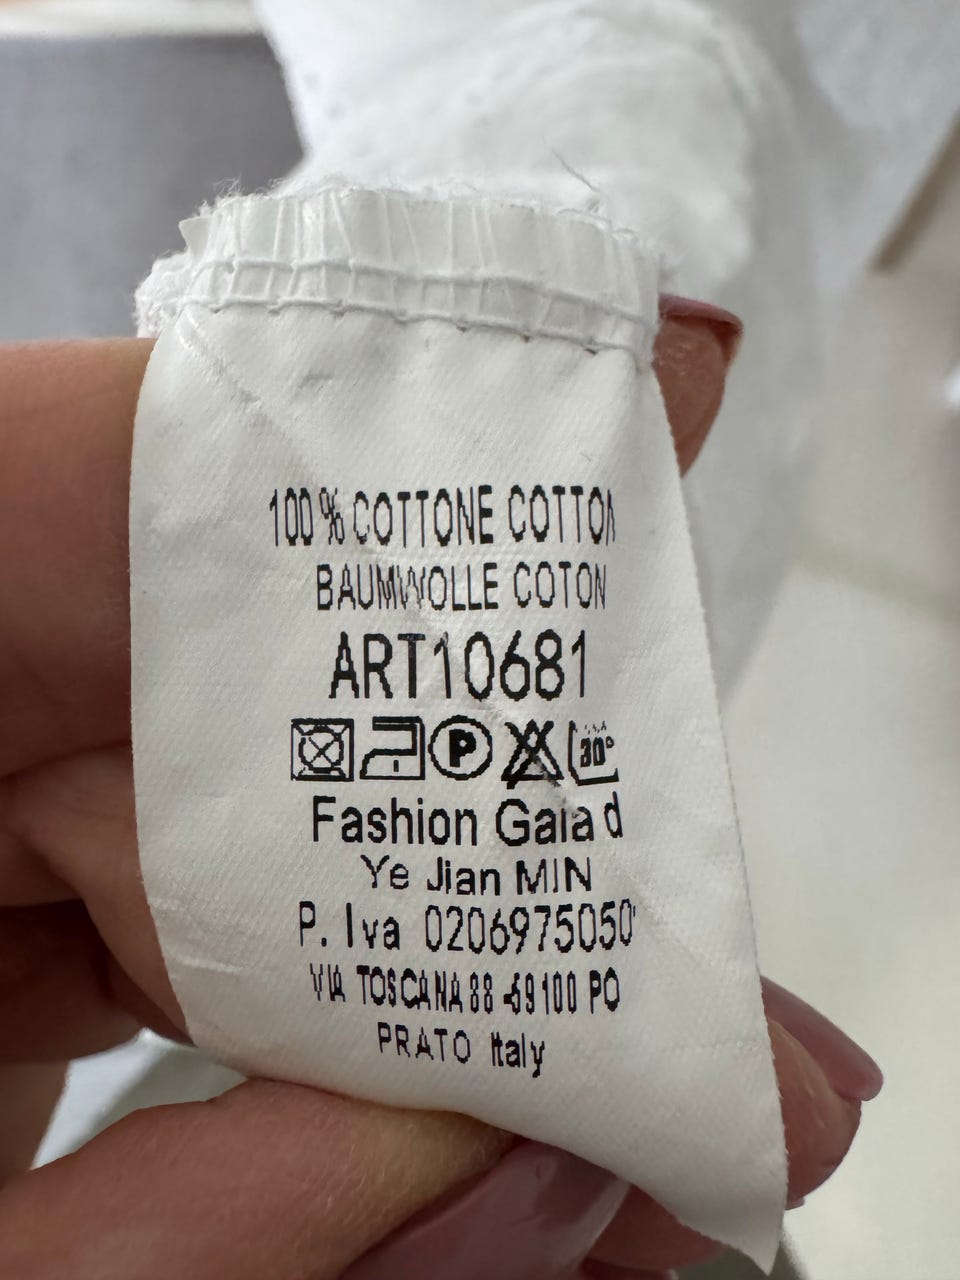 100 % COTTONE COTTON
BAUMWOLLE COTON
ART10681
P 30°
Fashion Gaia d
Ye Jian MIN
P. Iva 0206975050
VIA TOSCANA 88 -59100 PO
PRATO Italy